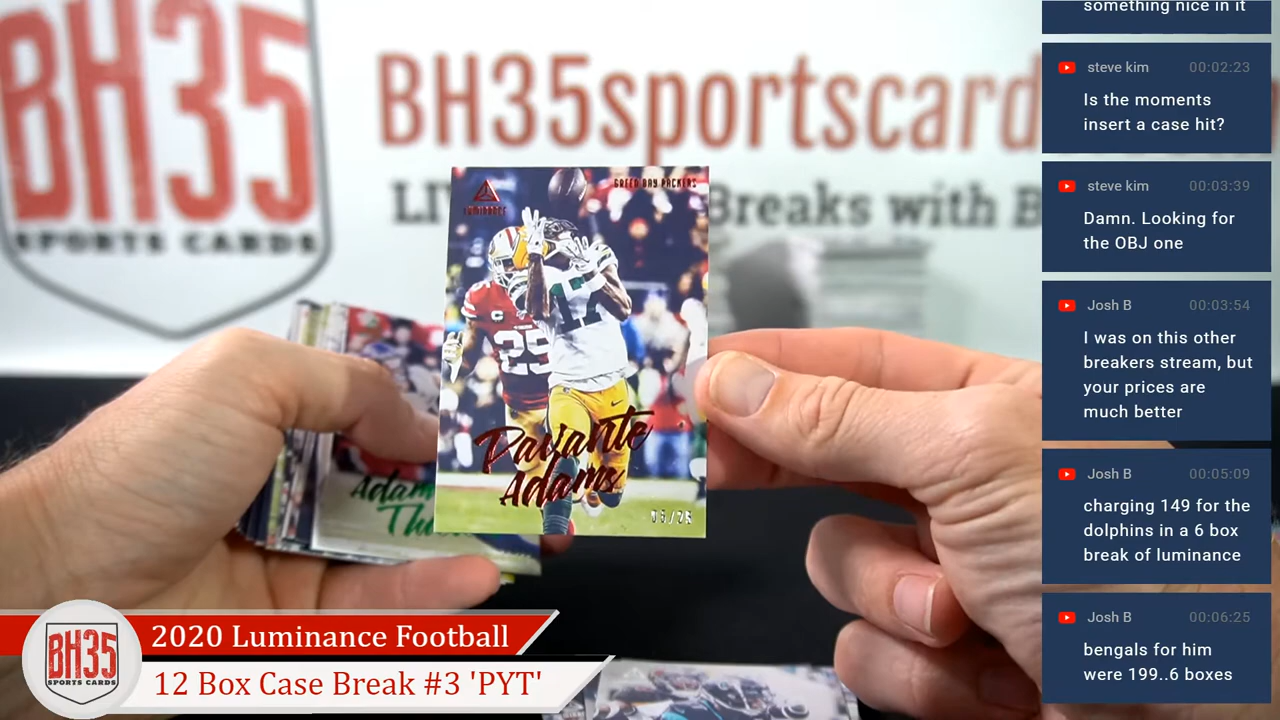 BH35
SPORTS CARDS
BH35sportscard
Breaks with B
LUMINANCE
GREEN BAY PACKERS
17
25
C
Davante
Adams
Adam
Th
something nice in it
steve kim 00:02:23
Is the moments
insert a case hit?
steve kim 00:03:39
Damn. Looking for
the OBJ one
Josh B 00:03:54
I was on this other
breakers stream, but
your prices are
much better
Josh B 00:05:09
charging 149 for the
dolphins in a 6 box
break of luminance
Josh B 00:06:25
bengals for him
were 199..6 boxes
BH35
SPORTS CARDS
2020 Luminance Football
12 Box Case Break #3 'PYT'